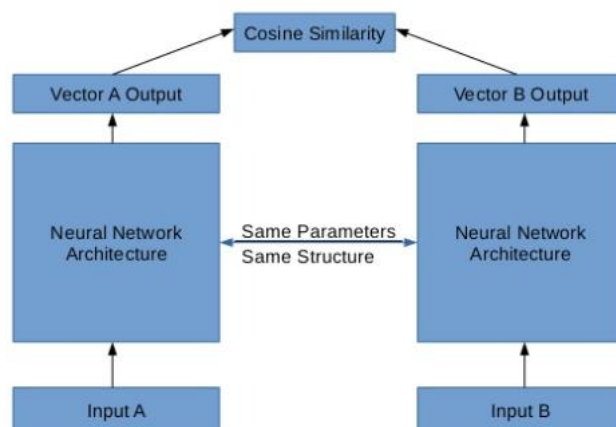 Cosine Similarity
Vector A Output
Vector B Output
Neural Network
Architecture
Same Parameters
Same Structure
Neural Network
Architecture
Input A
Input B